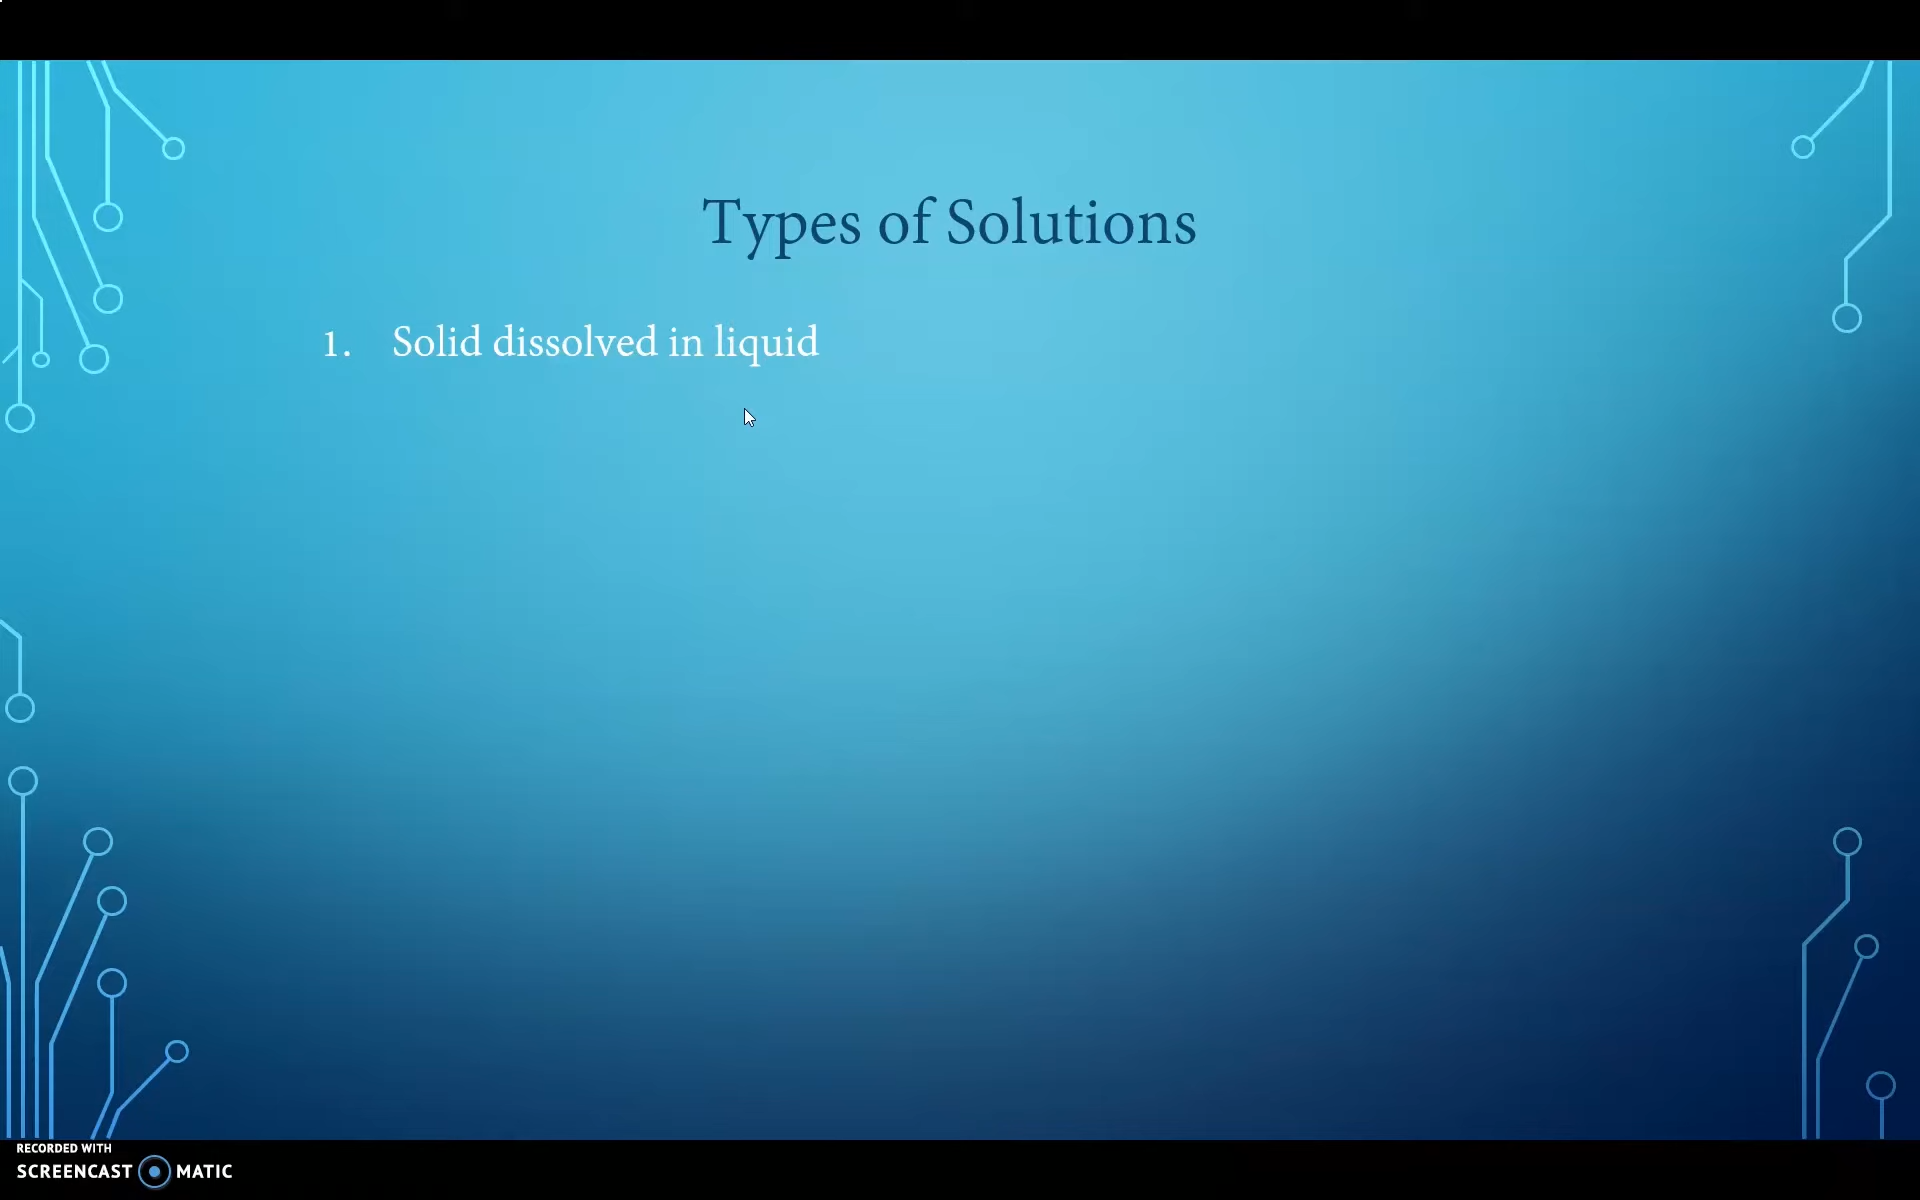 Types of Solutions
1. Solid dissolved in liquid
RECORDED WITH
SCREENCAST MATIC